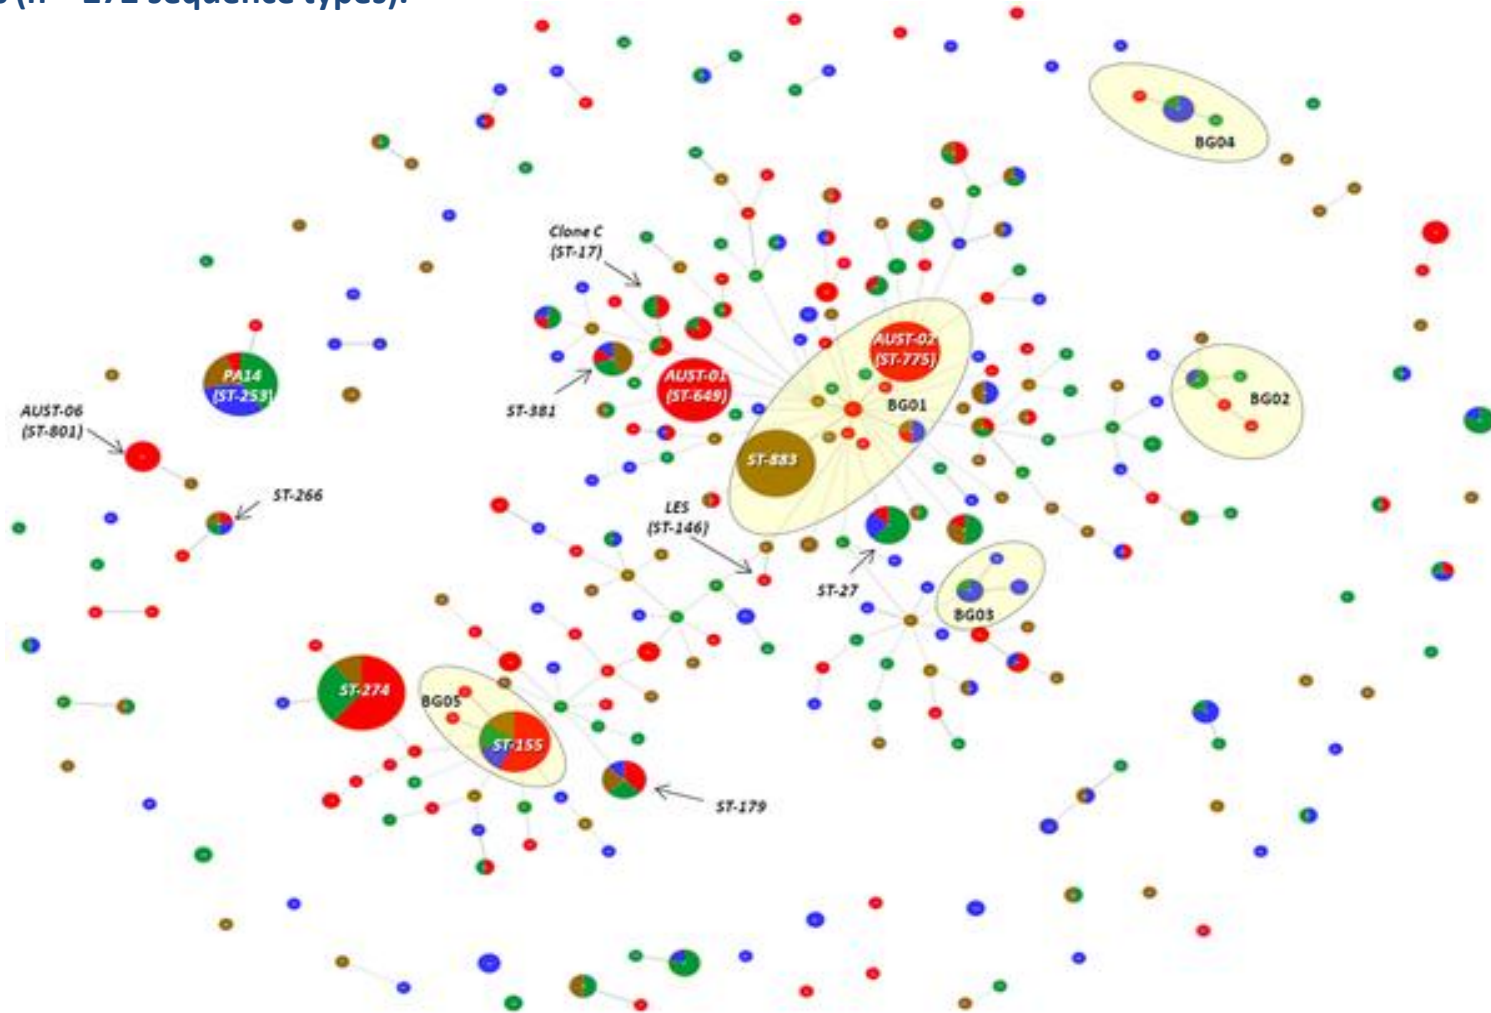 sequence types).
BG04
Clone C
(ST-17)
AUST-02
(ST-775)
PA14
(ST-253)
AUST-01
(ST-649)
BG02
AUST-06
(ST-801)
ST-381
BG01
ST-883
ST-266
LES
(ST-146)
ST-27
BG03
ST-274
BG05
ST-155
ST-179